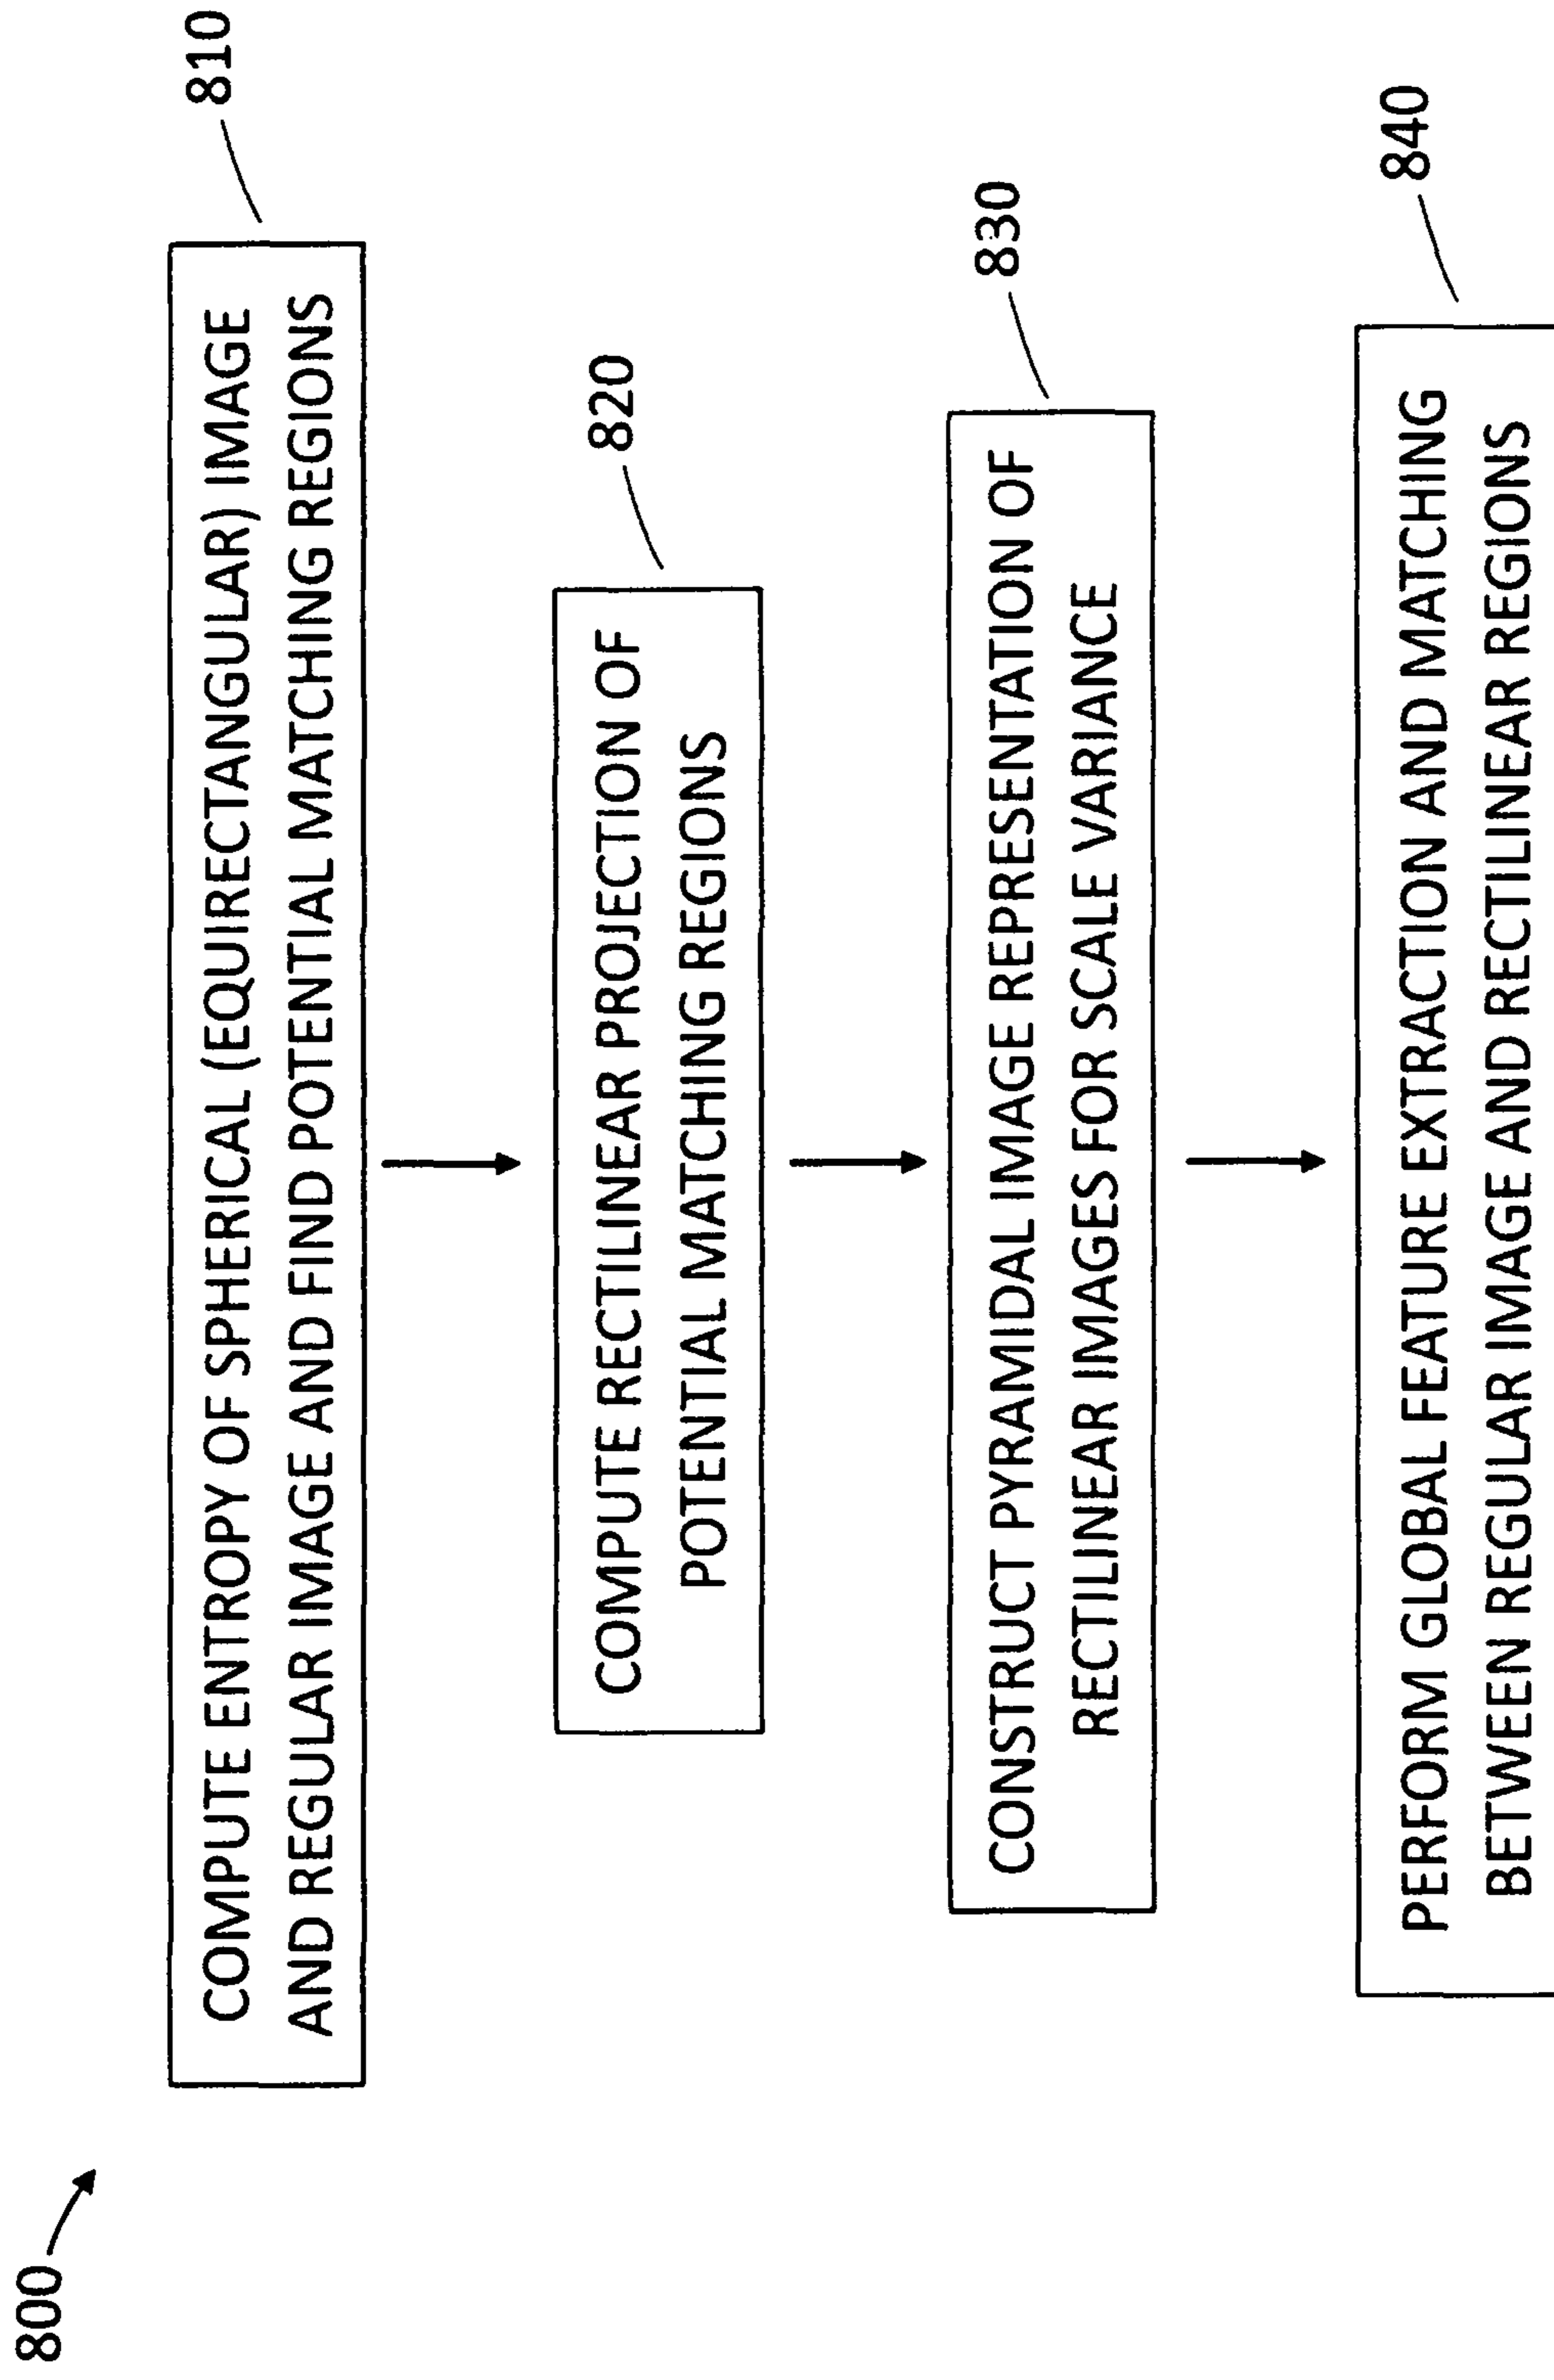 800
810
COMPUTE ENTROPY OF SPHERICAL (EQUIRECTANGULAR) IMAGE
AND REGULAR IMAGE AND FIND POTENTIAL MATCHING REGIONS
820
COMPUTE RECTILINEAR PROJECTION OF
POTENTIAL MATCHING REGIONS
830
CONSTRUCT PYRAMIDAL IMAGE REPRESENTATION OF
RECTILINEAR IMAGES FOR SCALE VARIANCE
840
PERFORM GLOBAL FEATURE EXTRACTION AND MATCHING
BETWEEN REGULAR IMAGE AND RECTILINEAR REGIONS